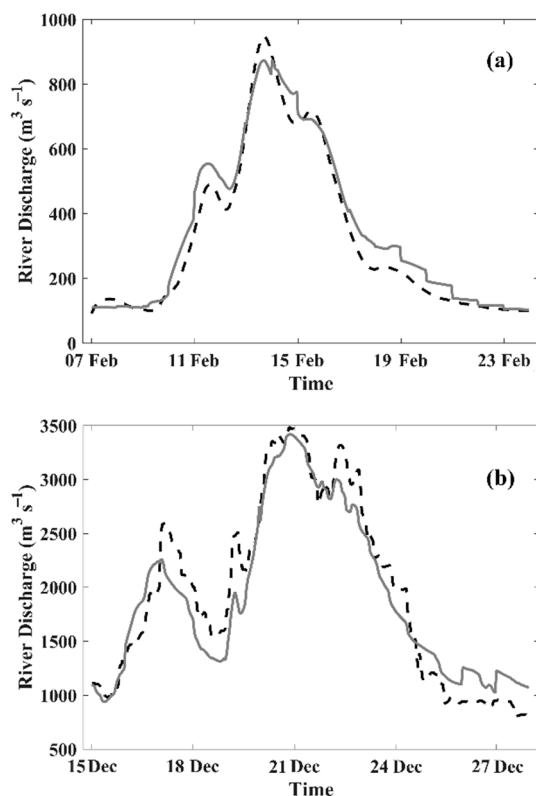 (a)
River Discharge (m³ s⁻¹)
1000
800
600
400
200
0
07 Feb 11 Feb 15 Feb 19 Feb 23 Feb
Time
(b)
River Discharge (m³ s⁻¹)
3500
3000
2500
2000
1500
1000
500
15 Dec 18 Dec 21 Dec 24 Dec 27 Dec
Time